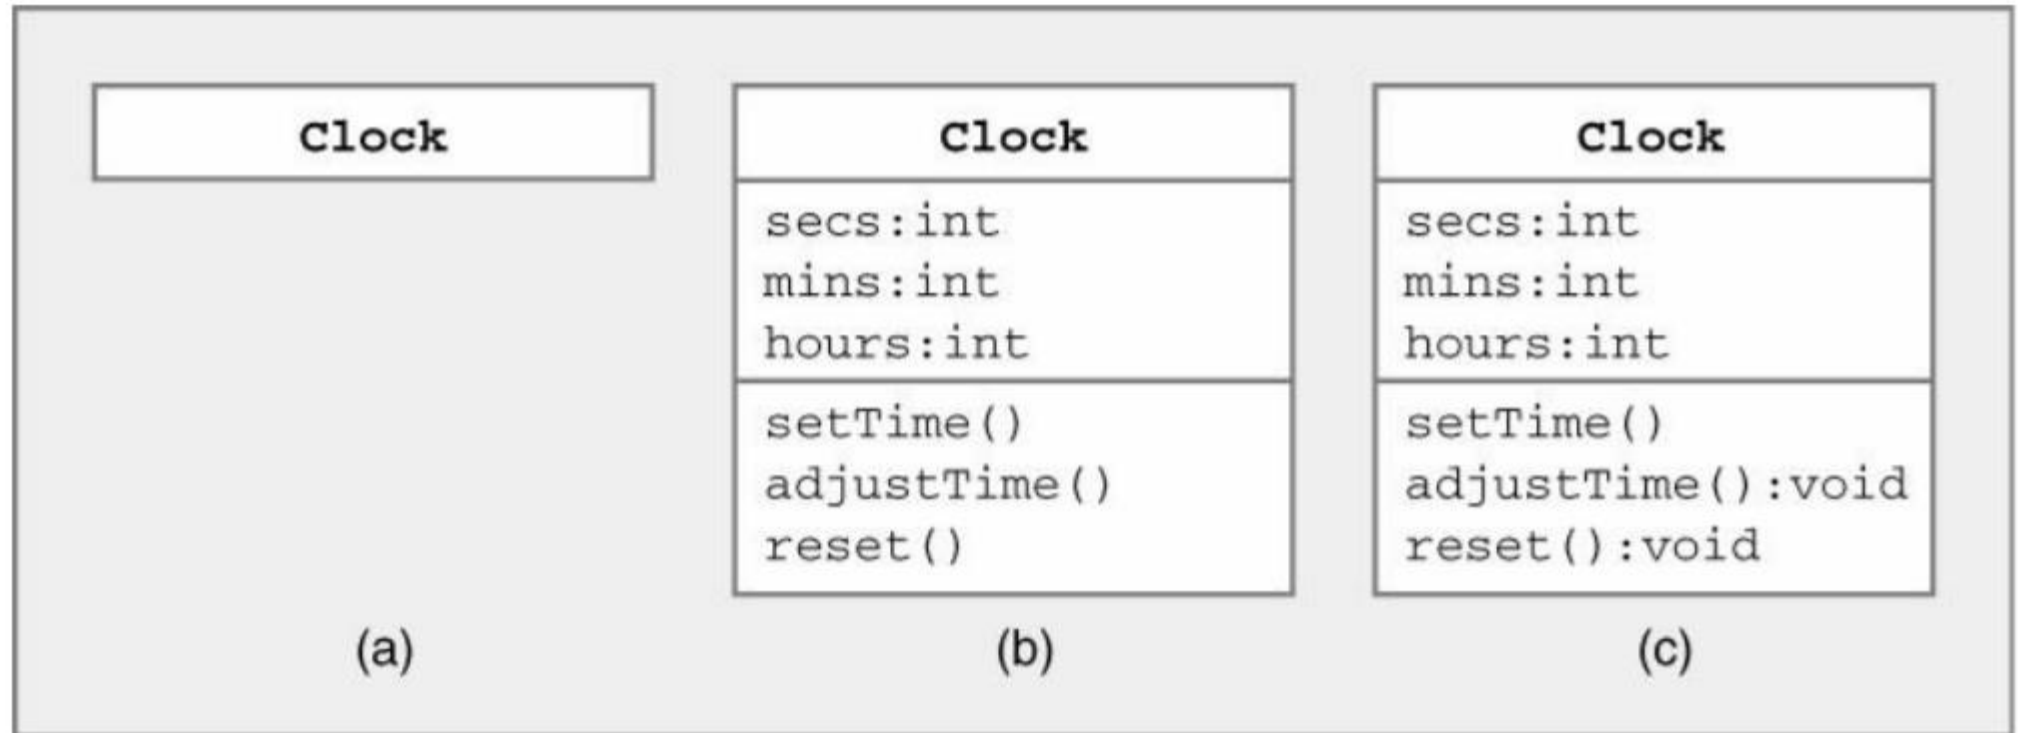 Clock
(a)
Clock
secs:int
mins:int
hours:int
setTime()
adjustTime()
reset()
(b)
Clock
secs:int
mins:int
hours:int
setTime()
adjustTime():void
reset():void
(c)